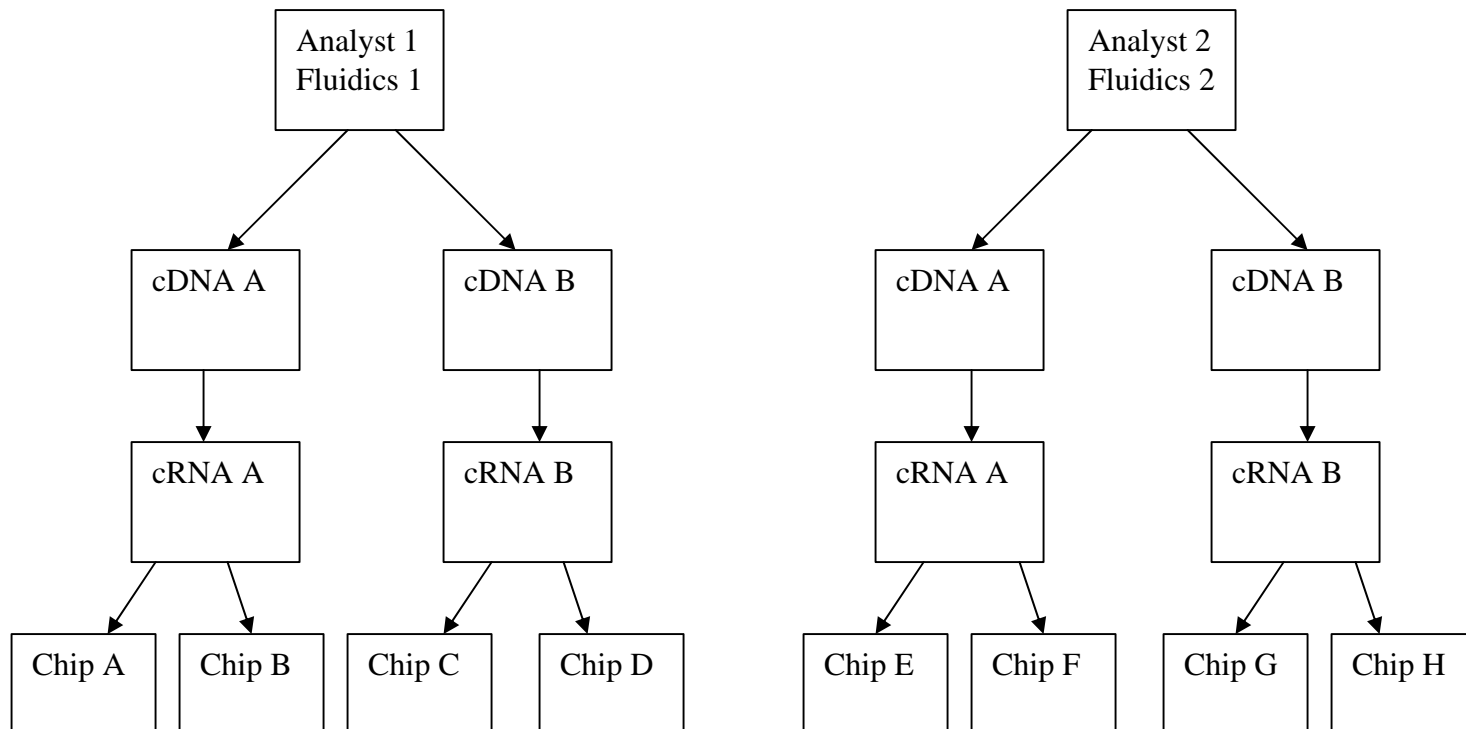 Analyst 1
Fluidics 1
Analyst 2
Fluidics 2
cDNA A
cDNA B
cDNA A
cDNA B
cRNA A
cRNA B
cRNA A
cRNA B
Chip A
Chip B
Chip C
Chip D
Chip E
Chip F
Chip G
Chip H